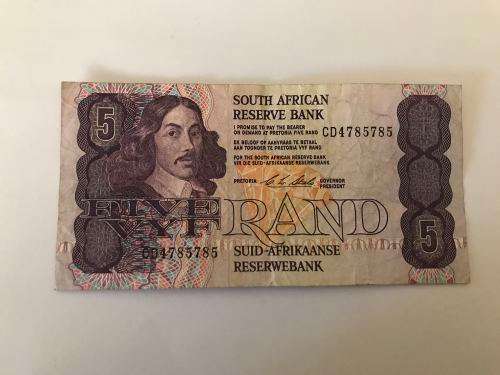 SOUTH AFRICAN
RESERVE BANK
5
I PROMISE TO PAY THE BEARER
ON DEMAND AT PRETORIA FIVE RAND
CD4785785
EK BELOOF OM AANVRAAG TE BETAAL
AAN TOONDER TE PRETORIA VYF RAND
FOR THE SOUTH AFRICAN RESERVE BANK
VIR DIE SUID-AFRIKAANSE RESERWEBANK
PRETORIA
GOVERNOR
PRESIDENT
FIVE
VYF RAND
5
CD4785785
SUID-AFRIKAANSE
RESERWEBANK